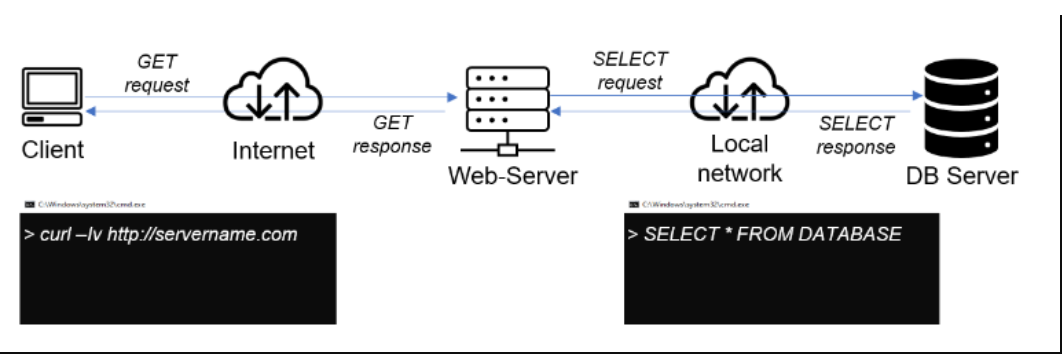 GET
request
SELECT
request
GET
response
SELECT
response
Client
Internet
Web-Server
Local
network
DB Server
C:\Windows\system32\cmd.exe
> curl –Iv http://servername.com
C:\Windows\system32\cmd.exe
> SELECT * FROM DATABASE